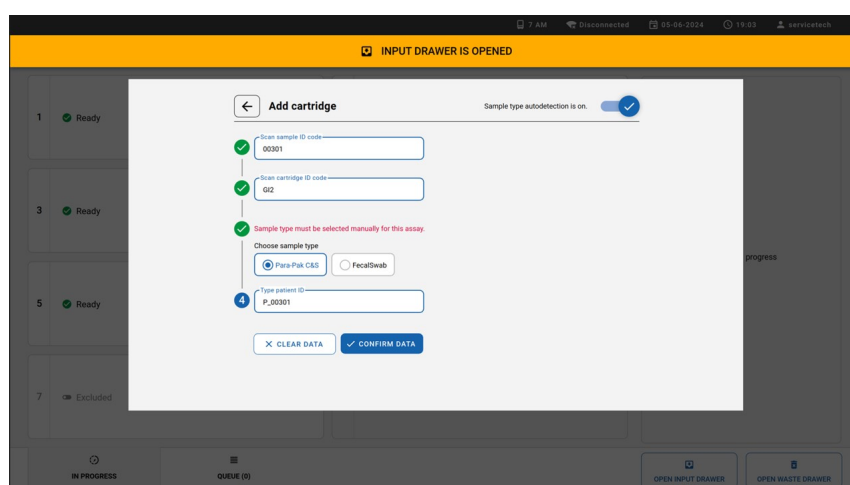 7 AM Disconnected 05-06-2024 19:03 servicetech
INPUT DRAWER IS OPENED
Add cartridge
Sample type autodetection is on.
1 Ready
Scan sample ID code
00301
Scan cartridge ID code
GI2
3 Ready
Sample type must be selected manually for this assay.
Choose sample type
Para-Pak C&S FecalSwab
progress
4 Type patient ID
P_00301
5 Ready
CLEAR DATA CONFIRM DATA
7 Excluded
IN PROGRESS QUEUE (0) OPEN INPUT DRAWER OPEN WASTE DRAWER